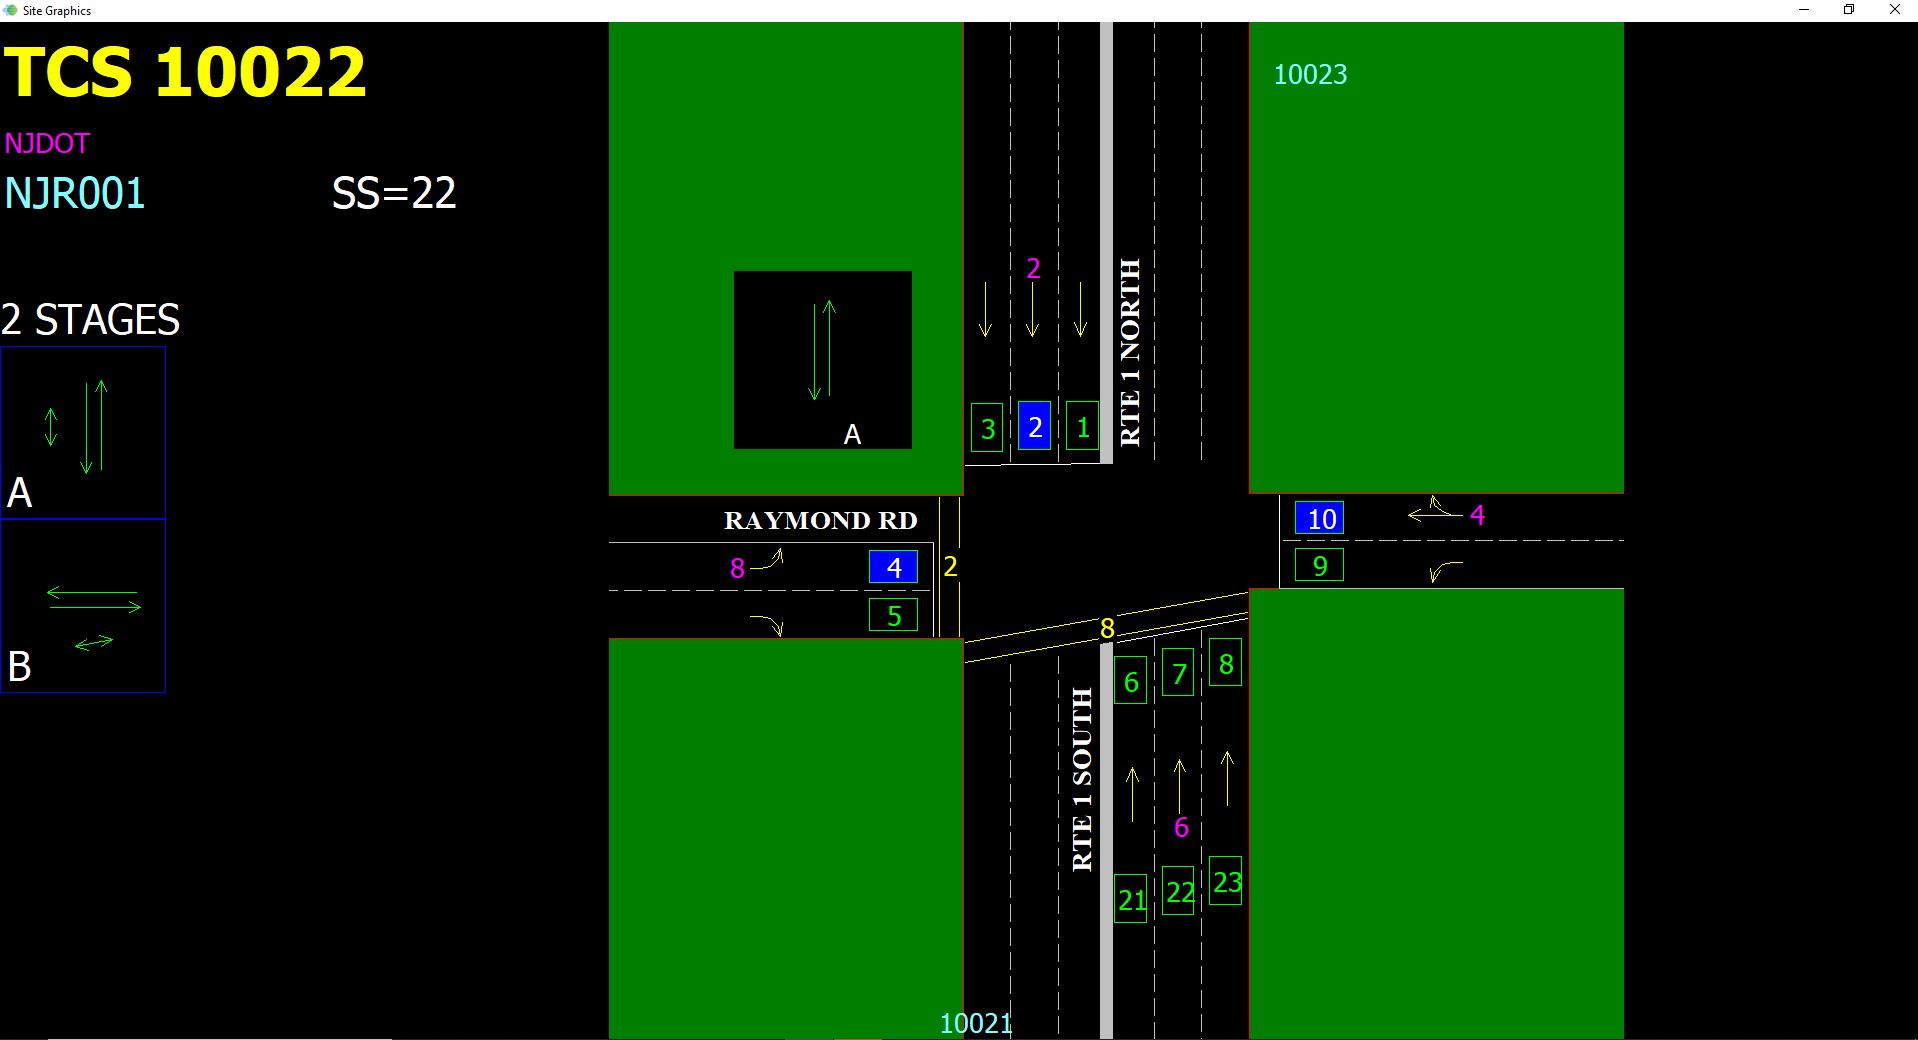 Site Graphics
TCS 10022
NJDOT
NJR001
SS=22
2 STAGES
A
B
A
10023
2
RTE 1 NORTH
3
2
1
RAYMOND RD
8
4
5
2
10
4
9
8
6
7
8
RTE 1 SOUTH
6
21
22
23
10021